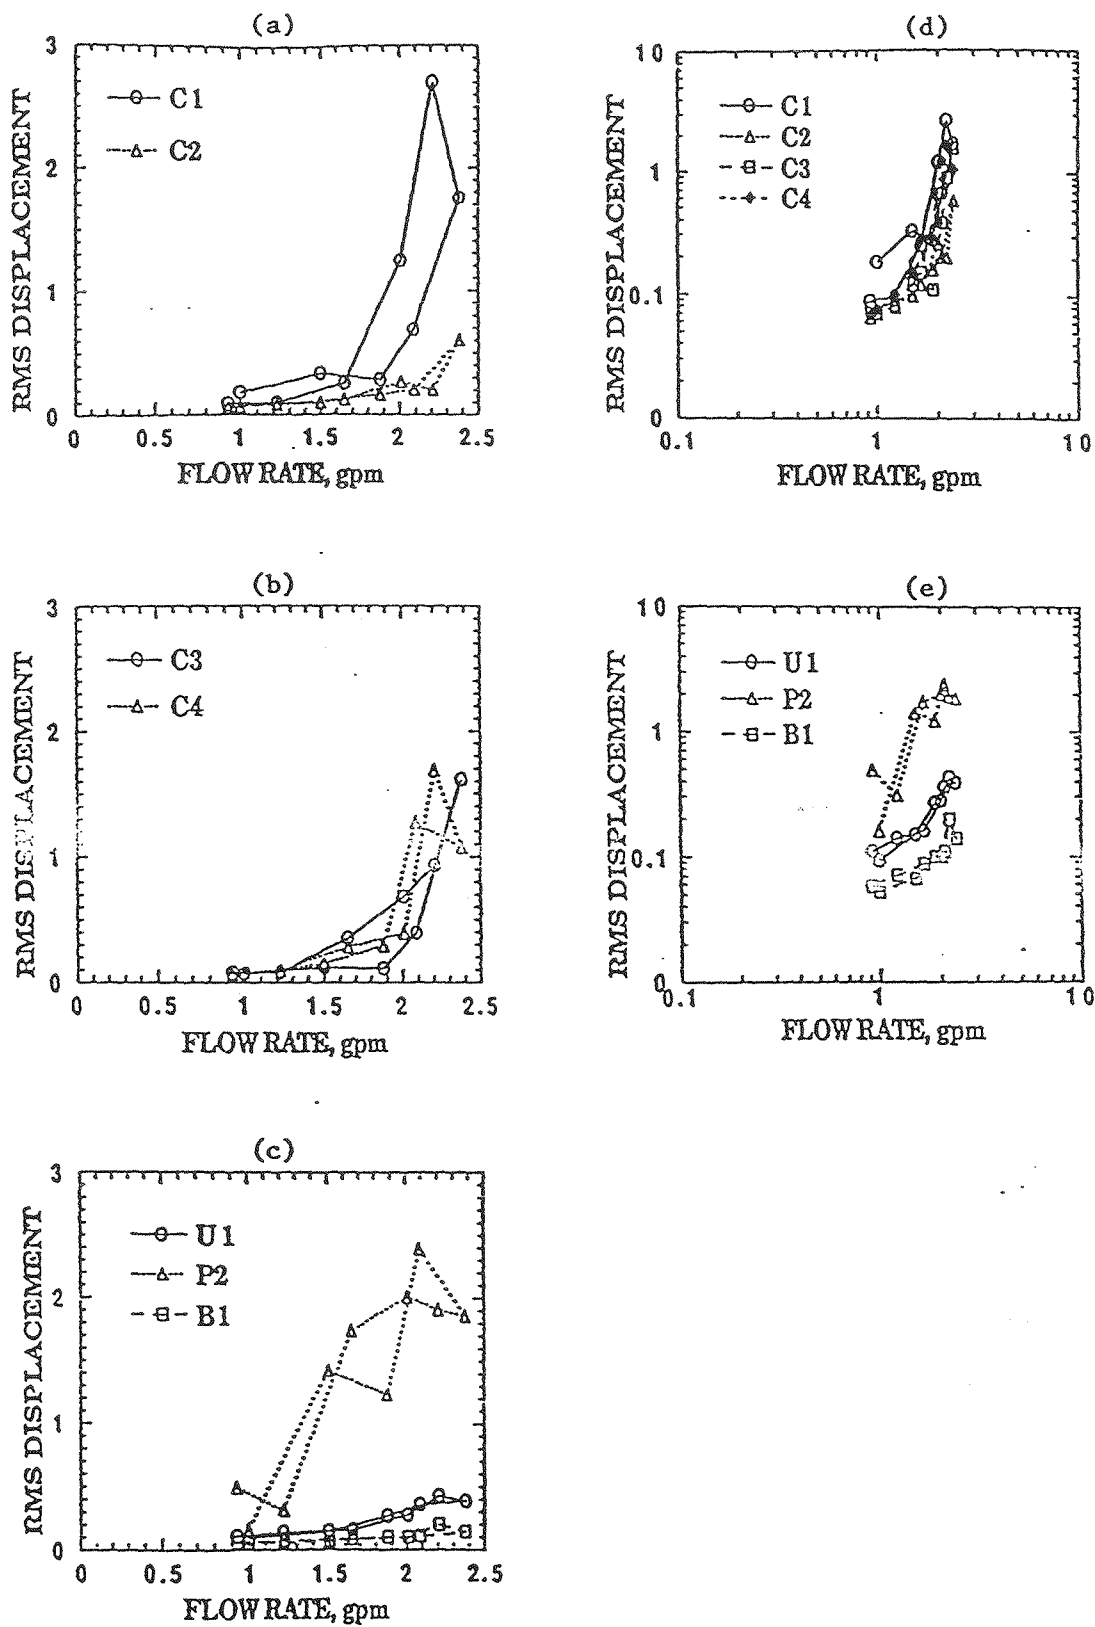 (a)
3
2
1
0
RMS DISPLACEMENT
C1
C2
0 0.5 1 1.5 2 2.5
FLOW RATE, gpm
(d)
10
1
0.1
0
RMS DISPLACEMENT
C1
C2
C3
C4
0.1 1 10
FLOW RATE, gpm
(b)
3
2
1
0
RMS DISPLACEMENT
C3
C4
0 0.5 1 1.5 2 2.5
FLOW RATE, gpm
(e)
10
1
0.1
0
RMS DISPLACEMENT
U1
P2
B1
0.1 1 10
FLOW RATE, gpm
(c)
3
2
1
0
RMS DISPLACEMENT
U1
P2
B1
0 0.5 1 1.5 2 2.5
FLOW RATE, gpm